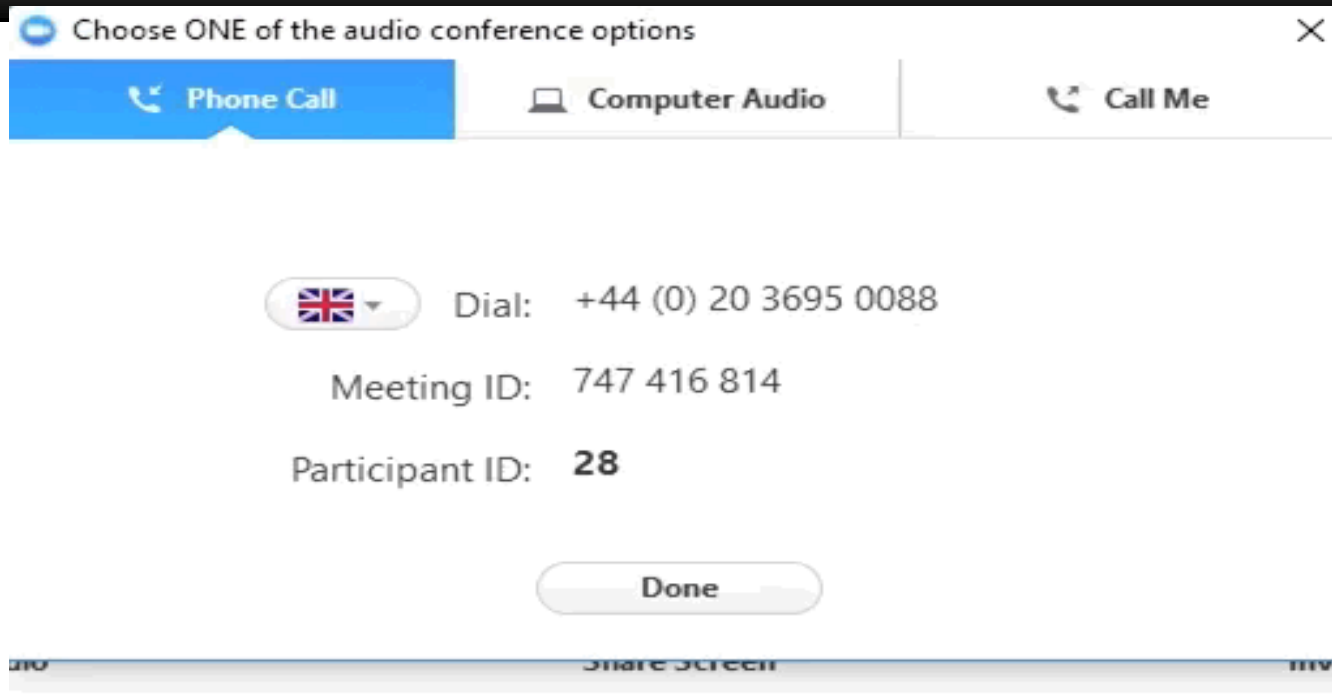 Choose ONE of the audio conference options
Phone Call Computer Audio Call Me
Dial: +44 (0) 20 3695 0088
Meeting ID: 747 416 814
Participant ID: 28
Done
Share Screen